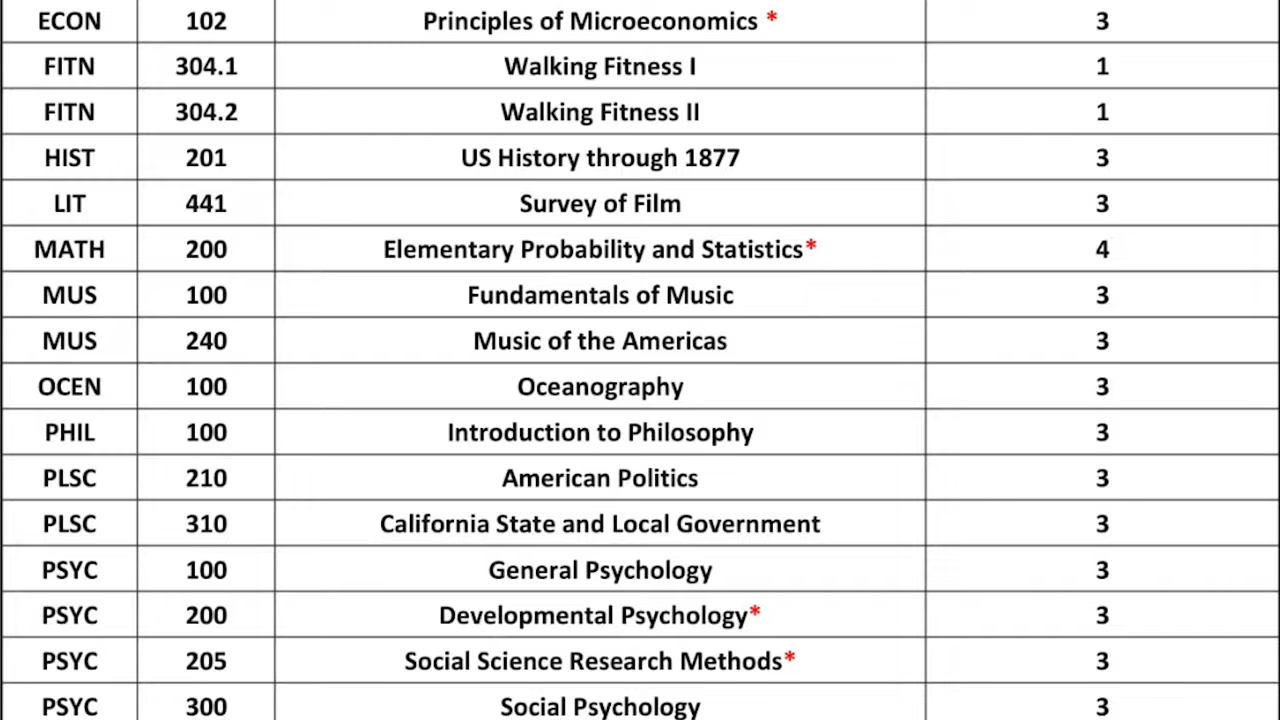 ECON 102 Principles of Microeconomics * 3
FITN 304.1 Walking Fitness I 1
FITN 304.2 Walking Fitness II 1
HIST 201 US History through 1877 3
LIT 441 Survey of Film 3
MATH 200 Elementary Probability and Statistics* 4
MUS 100 Fundamentals of Music 3
MUS 240 Music of the Americas 3
OCEN 100 Oceanography 3
PHIL 100 Introduction to Philosophy 3
PLSC 210 American Politics 3
PLSC 310 California State and Local Government 3
PSYC 100 General Psychology 3
PSYC 200 Developmental Psychology* 3
PSYC 205 Social Science Research Methods* 3
PSYC 300 Social Psychology 3